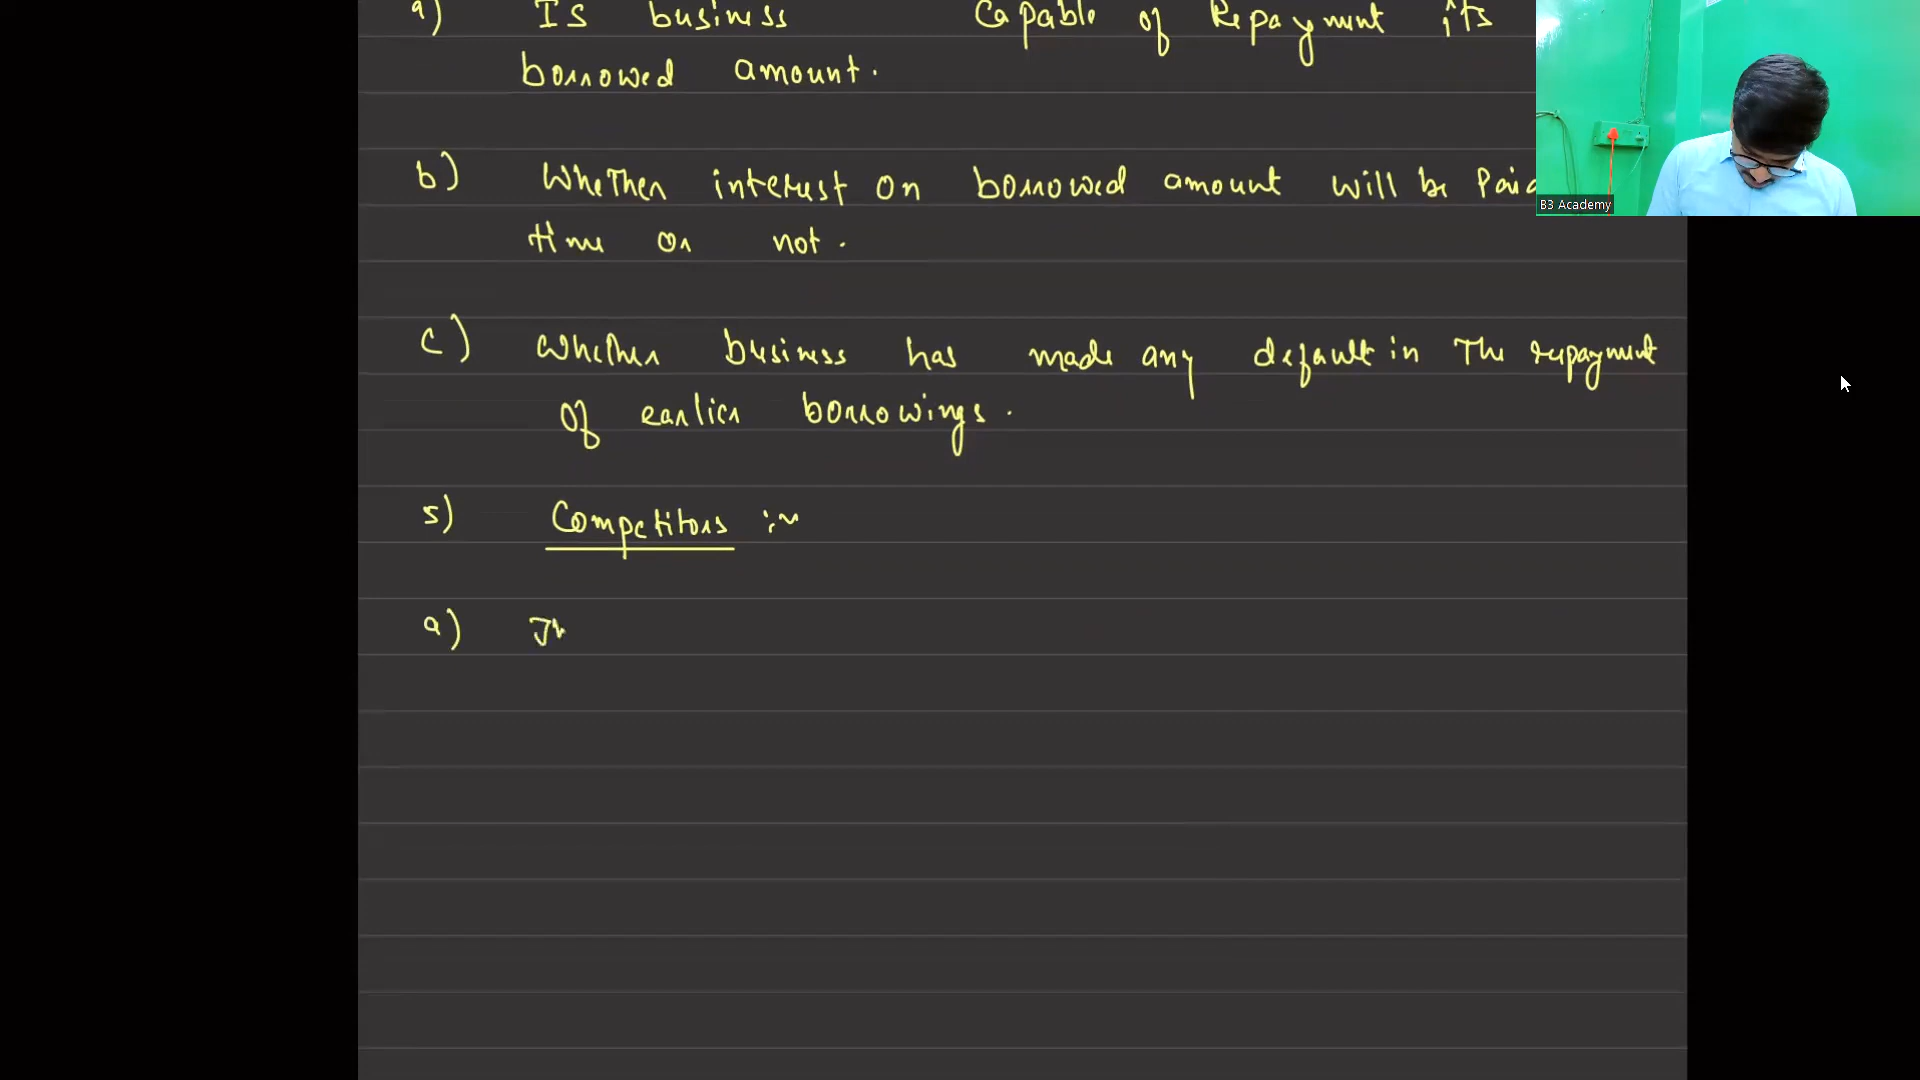 a) Is business Capable of Repayment its
borrowed amount.
b) Whether interest on borrowed amount will be Paid
time or not.
c) Whether business has made any default in The repayment
of earlier borrowings.
5) Competitors :~
a)
B3 Academy